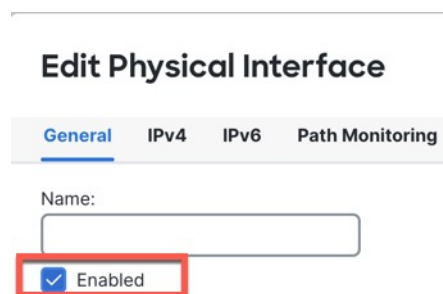 Edit Physical Interface
General IPv4 IPv6 Path Monitoring
Name:
Enabled